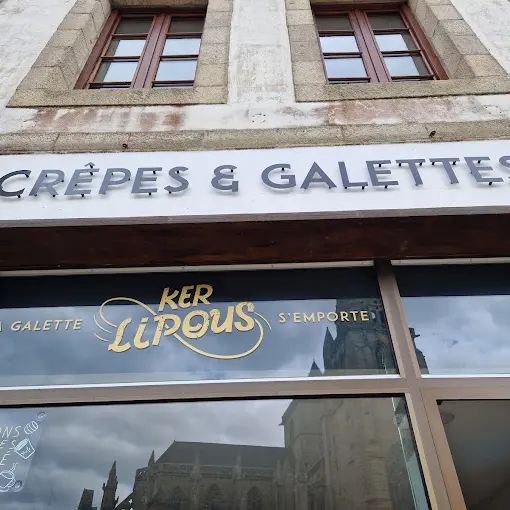 CRÊPES & GALETTES
GALETTE
KER
LIPOUS
S'EMPORTE